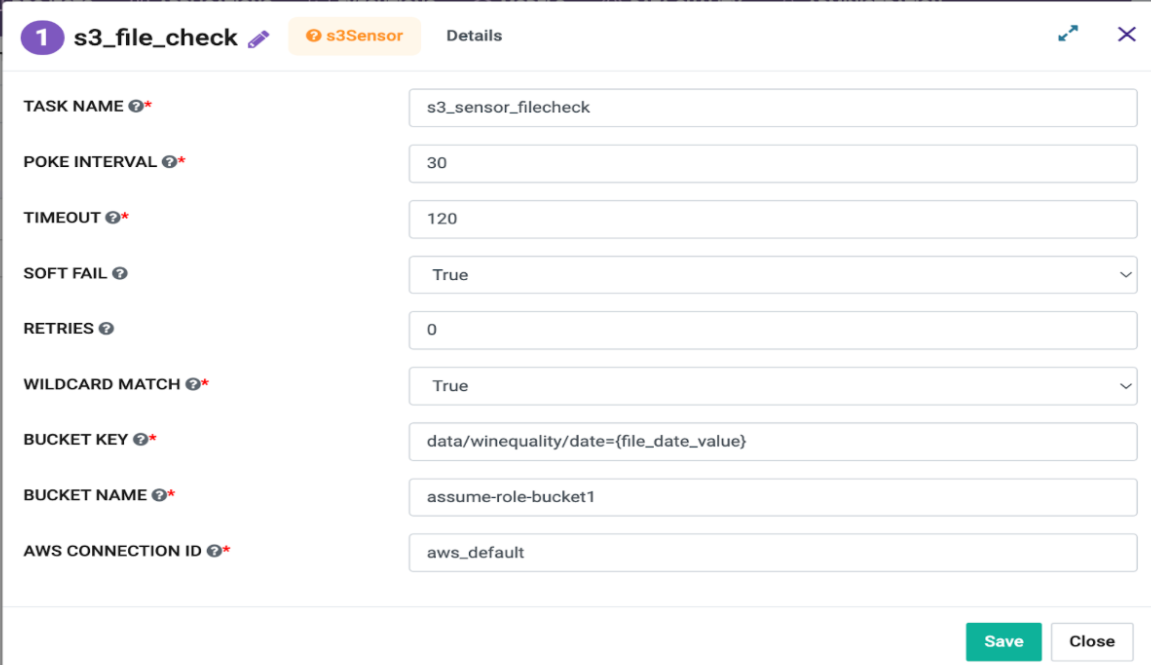 1 s3_file_check s3Sensor Details
TASK NAME * s3_sensor_filecheck
POKE INTERVAL * 30
TIMEOUT * 120
SOFT FAIL True
RETRIES 0
WILDCARD MATCH * True
BUCKET KEY * data/winequality/date={file_date_value}
BUCKET NAME * assume-role-bucket1
AWS CONNECTION ID * aws_default
Save Close